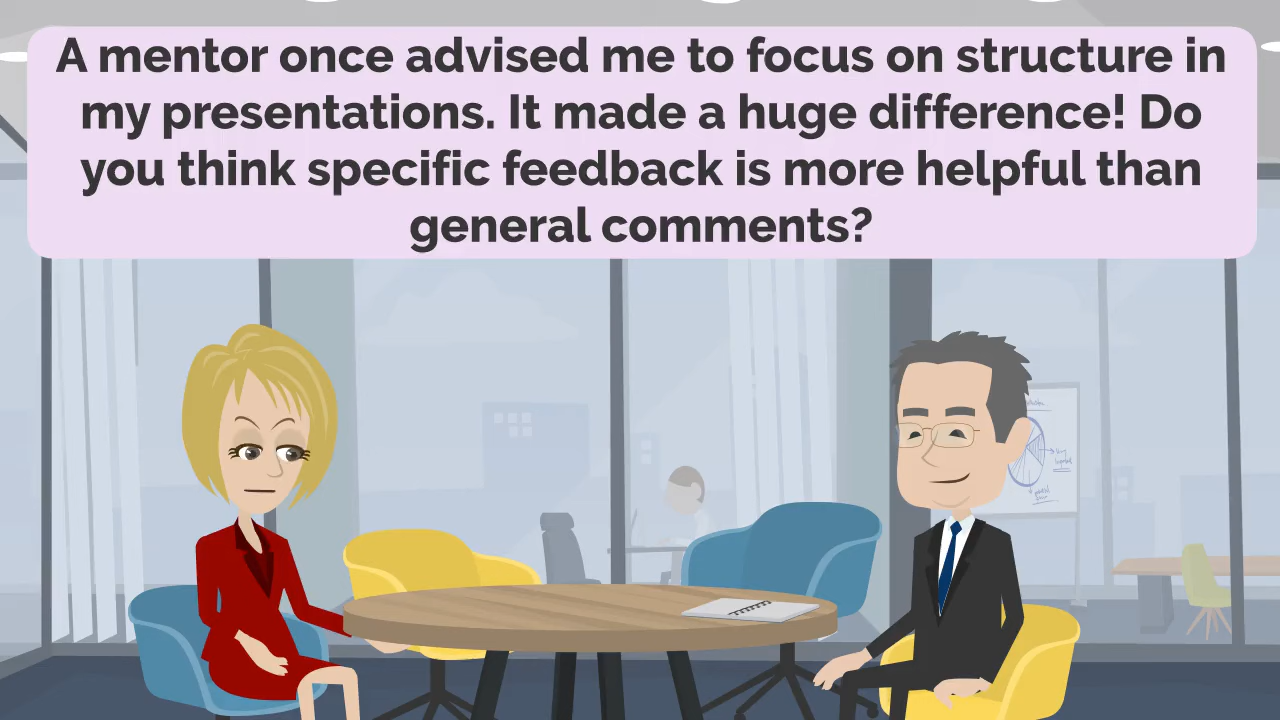 A mentor once advised me to focus on structure in
my presentations. It made a huge difference! Do
you think specific feedback is more helpful than
general comments?